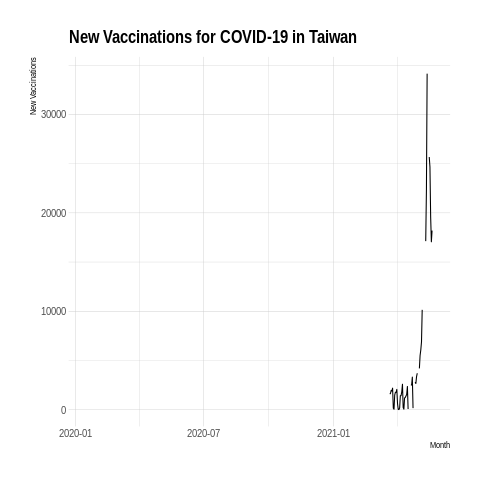 New Vaccinations for COVID-19 in Taiwan
New Vaccinations
30000
20000
10000
0
2020-01
2020-07
2021-01
Month